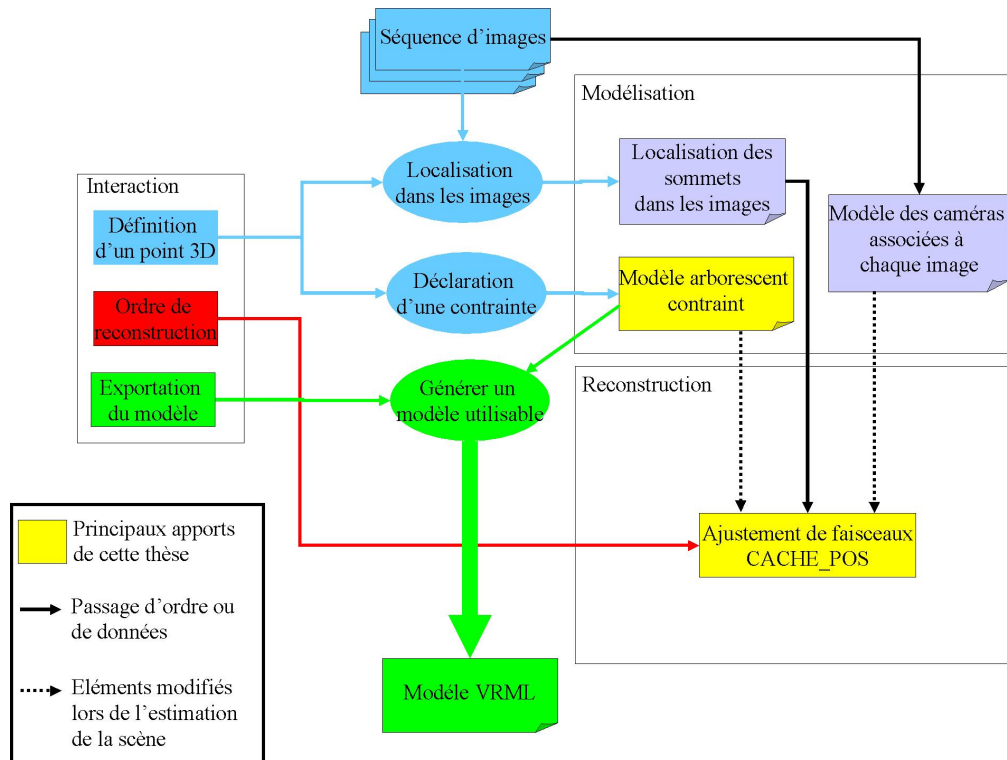 Séquence d'images
Modélisation
Localisation
dans les images
Localisation des
sommets
dans les images
Interaction
Définition
d'un point 3D
Modèle des caméras
associées à
chaque image
Déclaration
d'une contrainte
Modèle arborescent
contraint
Ordre de
reconstruction
Exportation
du modèle
Générer un
modèle utilisable
Reconstruction
Principaux apports
de cette thèse
Ajustement de faisceaux
CACHE_POS
Passage d'ordre ou
de données
Eléments modifiés
lors de l'estimation
de la scène
Modéle VRML